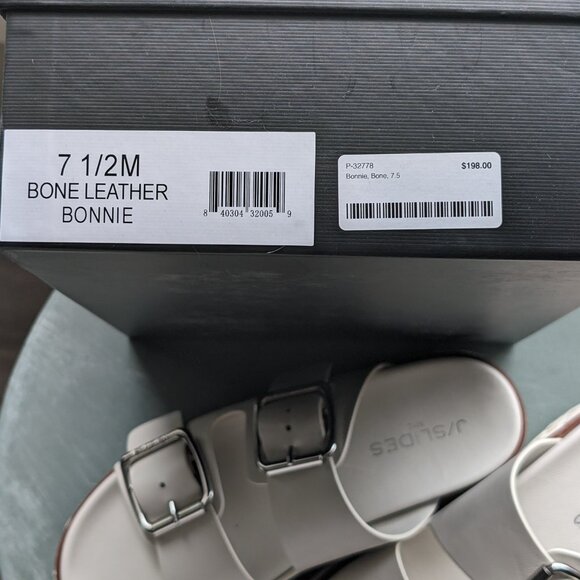 7 1/2M
BONE LEATHER
BONNIE
8 40304 32005 9
P-32778 $198.00
Bonnie, Bone, 7.5
J/SLIDES